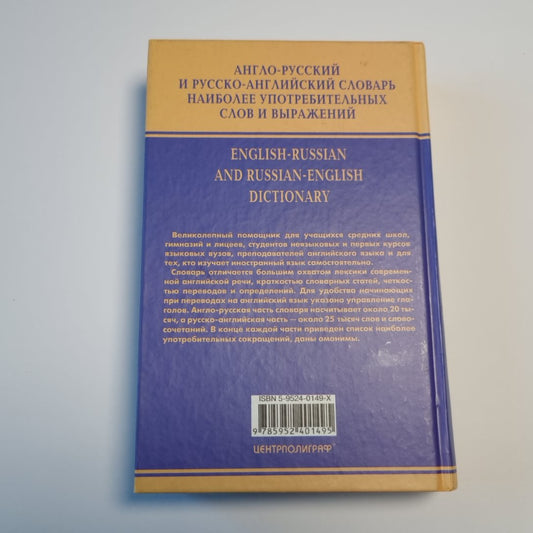 АНГЛО-РУССКИЙ
И РУССКО-АНГЛИЙСКИЙ СЛОВАРЬ
НАИБОЛЕЕ УПОТРЕБИТЕЛЬНЫХ
СЛОВ И ВЫРАЖЕНИЙ
ENGLISH-RUSSIAN
AND RUSSIAN-ENGLISH
DICTIONARY
Великолепный помощник для учащихся средних школ,
гимназий и лицеев, студентов неязыковых и первых курсов
языковых вузов, преподавателей английского языка и для
тех, кто изучает иностранный язык самостоятельно.
Словарь отличается большим охватом лексики современ-
ной английской речи, краткостью словарных статей, четкос-
тью переводов и определений. Для удобства начинающих
при переводах на английский язык указано управление гла-
голов. Англо-русская часть словаря насчитывает около 20 ты-
сяч, а русско-английская часть — около 25 тысяч слов и слово-
сочетаний. В конце каждой части приведен список наиболее
употребительных сокращений, даны омонимы.
ISBN 5-9524-0149-X
9 785952 401495
ЦЕНТРПОЛИГРАФ®